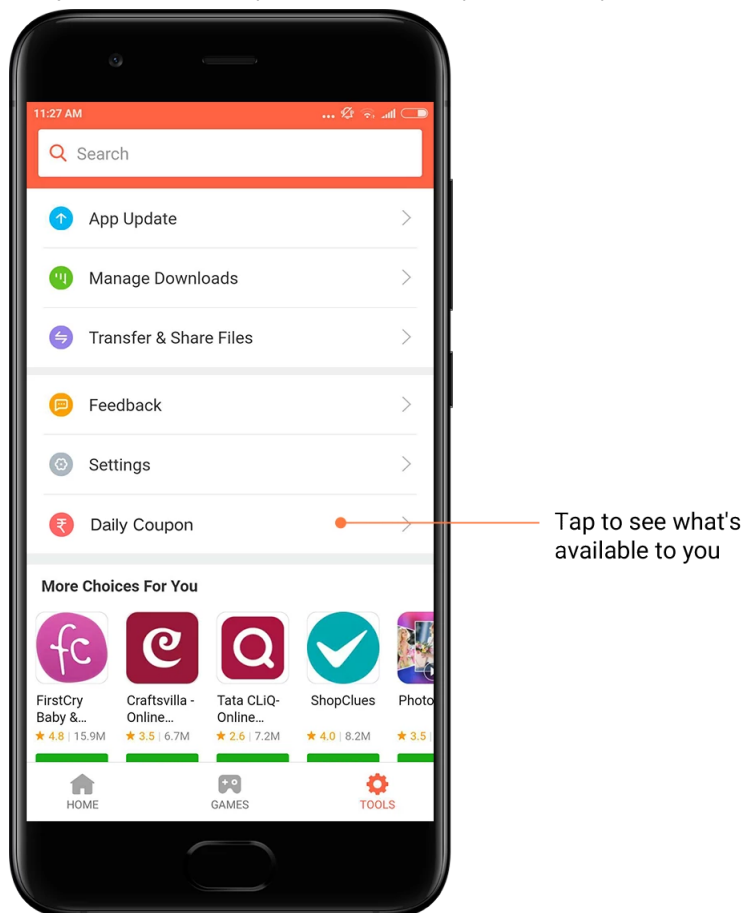 11:27 AM
Search
App Update
Manage Downloads
Transfer & Share Files
Feedback
Settings
Daily Coupon
Tap to see what's
available to you
More Choices For You
fc
FirstCry Craftsvilla - Tata CLiQ- ShopClues Photo
Baby &... Online... Online...
★ 4.8 | 15.9M ★ 3.5 | 6.7M ★ 2.6 | 7.2M ★ 4.0 | 8.2M ★ 3.5 |
HOME GAMES TOOLS